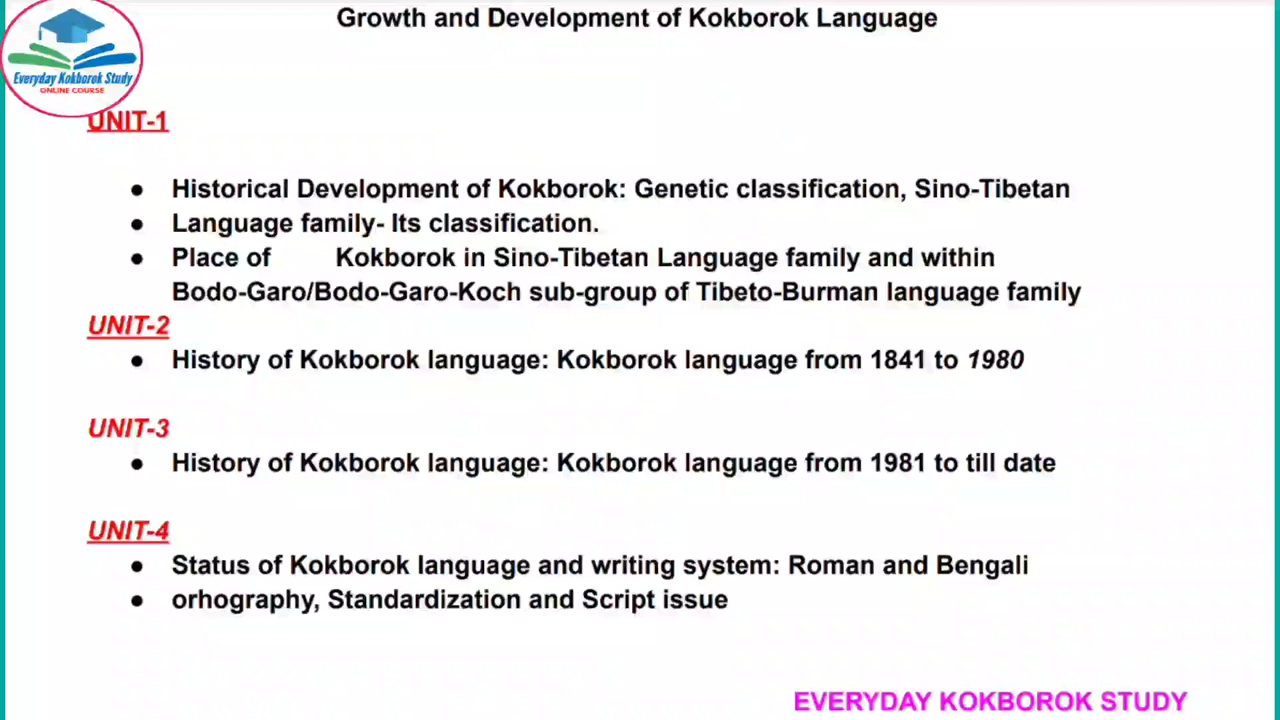 Growth and Development of Kokborok Language
Everyday Kokborok Study
ONLINE COURSE
UNIT-1
● Historical Development of Kokborok: Genetic classification, Sino-Tibetan
● Language family- Its classification.
● Place of Kokborok in Sino-Tibetan Language family and within
Bodo-Garo/Bodo-Garo-Koch sub-group of Tibeto-Burman language family
UNIT-2
● History of Kokborok language: Kokborok language from 1841 to 1980
UNIT-3
● History of Kokborok language: Kokborok language from 1981 to till date
UNIT-4
● Status of Kokborok language and writing system: Roman and Bengali
● orhography, Standardization and Script issue
EVERYDAY KOKBOROK STUDY